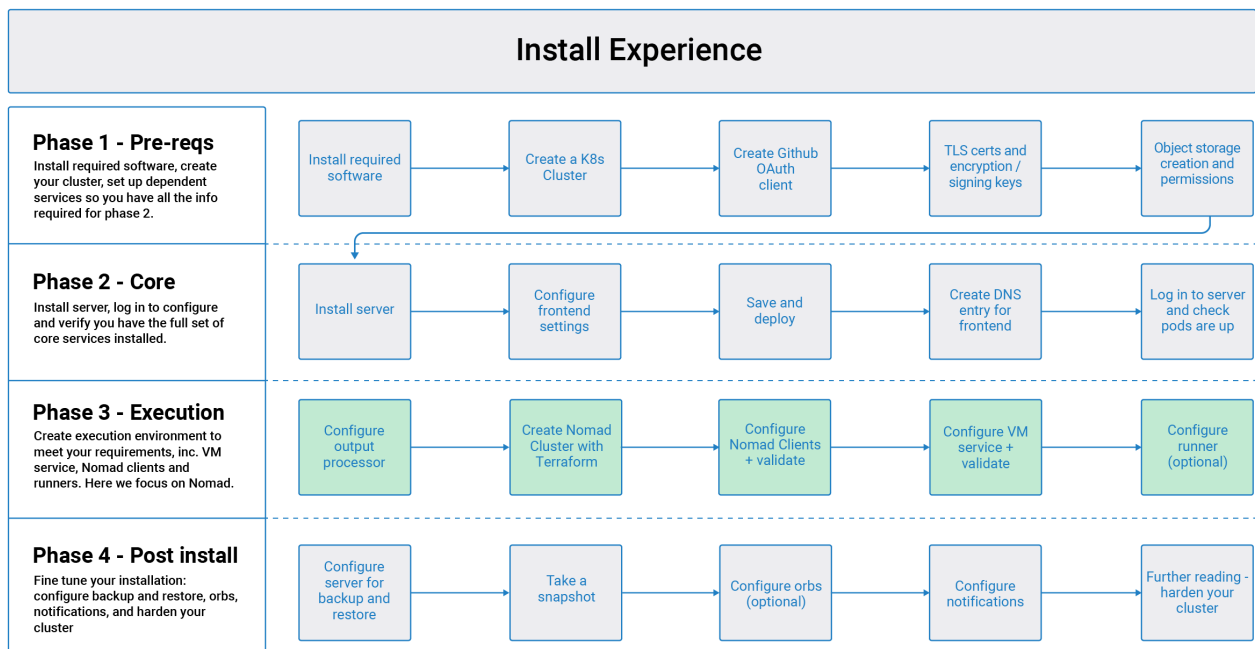 Install Experience
Phase 1 - Pre-reqs
Install required software, create
your cluster, set up dependent
services so you have all the info
required for phase 2.
Install required
software
Create a K8s
Cluster
Create Github
OAuth
client
TLS certs and
encryption /
signing keys
Object storage
creation and
permissions
Phase 2 - Core
Install server, log in to configure
and verify you have the full set of
core services installed.
Install server
Configure
frontend
settings
Save and
deploy
Create DNS
entry for
frontend
Log in to server
and check
pods are up
Phase 3 - Execution
Create execution environment to
meet your requirements, inc. VM
service, Nomad clients and
runners. Here we focus on Nomad.
Configure
output
processor
Create Nomad
Cluster with
Terraform
Configure
Nomad Clients
+ validate
Configure VM
service +
validate
Configure
runner
(optional)
Phase 4 - Post install
Fine tune your installation:
configure backup and restore, orbs,
notifications, and harden your
cluster
Configure
server for
backup and
restore
Take a
snapshot
Configure orbs
(optional)
Configure
notifications
Further reading -
harden your
cluster